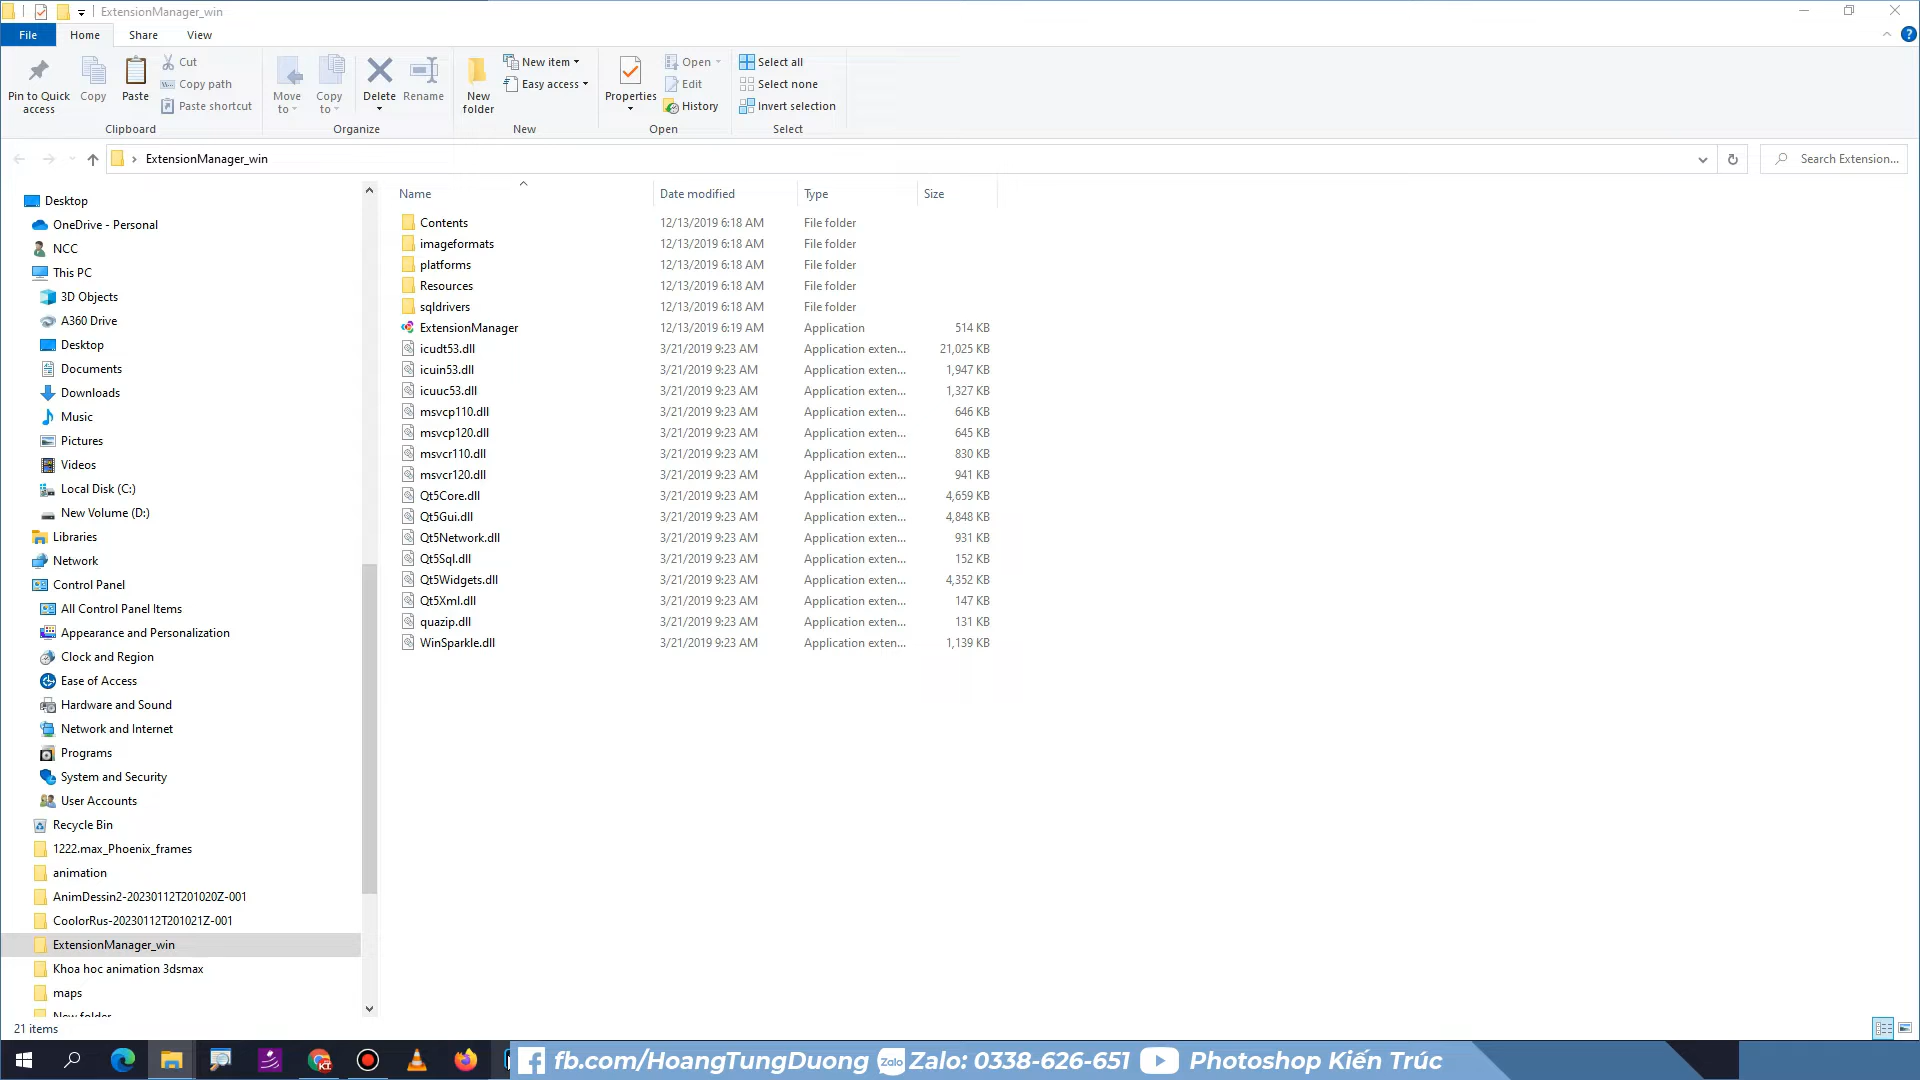 ExtensionManager_win
File Home Share View
Pin to Quick access
Copy
Paste
Cut
Copy path
Paste shortcut
Clipboard
Move to
Copy to
Delete
Rename
Organize
New folder
New item
Easy access
New
Properties
Open
Edit
History
Open
Select all
Select none
Invert selection
Select
ExtensionManager_win
Search Extension...
Desktop
OneDrive - Personal
NCC
This PC
3D Objects
A360 Drive
Desktop
Documents
Downloads
Music
Pictures
Videos
Local Disk (C:)
New Volume (D:)
Libraries
Network
Control Panel
All Control Panel Items
Appearance and Personalization
Clock and Region
Ease of Access
Hardware and Sound
Network and Internet
Programs
System and Security
User Accounts
Recycle Bin
1222.max_Phoenix_frames
animation
AnimDessin2-20230112T201020Z-001
CoolorRus-20230112T201021Z-001
ExtensionManager_win
Khoa hoc animation 3dsmax
maps
New folder
Name Date modified Type Size
Contents 12/13/2019 6:18 AM File folder
imageformats 12/13/2019 6:18 AM File folder
platforms 12/13/2019 6:18 AM File folder
Resources 12/13/2019 6:18 AM File folder
sqldrivers 12/13/2019 6:18 AM File folder
ExtensionManager 12/13/2019 6:19 AM Application 514 KB
icudt53.dll 3/21/2019 9:23 AM Application exten... 21,025 KB
icuin53.dll 3/21/2019 9:23 AM Application exten... 1,947 KB
icuuc53.dll 3/21/2019 9:23 AM Application exten... 1,327 KB
msvcp110.dll 3/21/2019 9:23 AM Application exten... 646 KB
msvcp120.dll 3/21/2019 9:23 AM Application exten... 645 KB
msvcr110.dll 3/21/2019 9:23 AM Application exten... 830 KB
msvcr120.dll 3/21/2019 9:23 AM Application exten... 941 KB
Qt5Core.dll 3/21/2019 9:23 AM Application exten... 4,659 KB
Qt5Gui.dll 3/21/2019 9:23 AM Application exten... 4,848 KB
Qt5Network.dll 3/21/2019 9:23 AM Application exten... 931 KB
Qt5Sql.dll 3/21/2019 9:23 AM Application exten... 152 KB
Qt5Widgets.dll 3/21/2019 9:23 AM Application exten... 4,352 KB
Qt5Xml.dll 3/21/2019 9:23 AM Application exten... 147 KB
quazip.dll 3/21/2019 9:23 AM Application exten... 131 KB
WinSparkle.dll 3/21/2019 9:23 AM Application exten... 1,139 KB
21 items
fb.com/HoangTungDuong Zalo Zalo: 0338-626-651 Photoshop Kiến Trúc